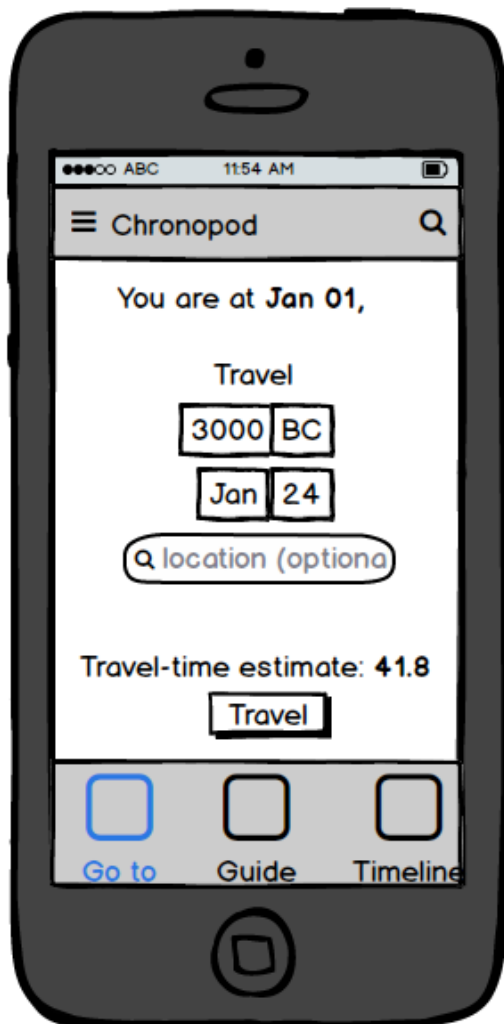 ABC 11:54 AM
Chronopod
You are at Jan 01,
Travel
3000 BC
Jan 24
location (optiona
Travel-time estimate: 41.8
Travel
Go to Guide Timeline